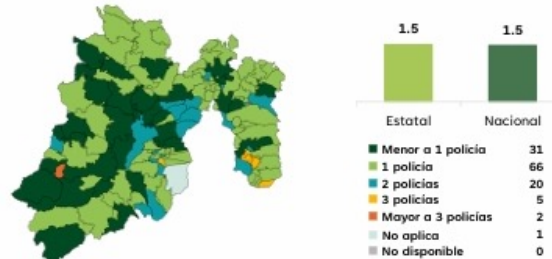 1.5 1.5
Estatal Nacional
Menor a 1 policía 31
1 policía 66
2 policías 20
3 policías 5
Mayor a 3 policías 2
No aplica 1
No disponible 0